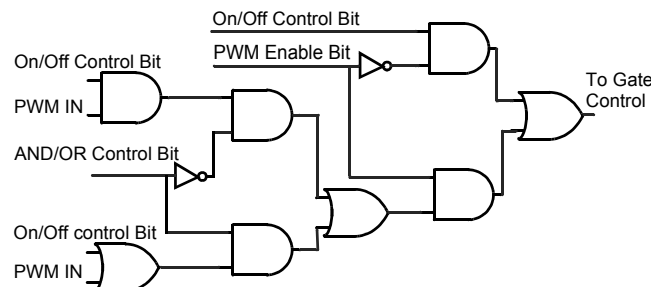 On/Off Control Bit
PWM Enable Bit
On/Off Control Bit
PWM IN
To Gate
Control
AND/OR Control Bit
On/Off control Bit
PWM IN